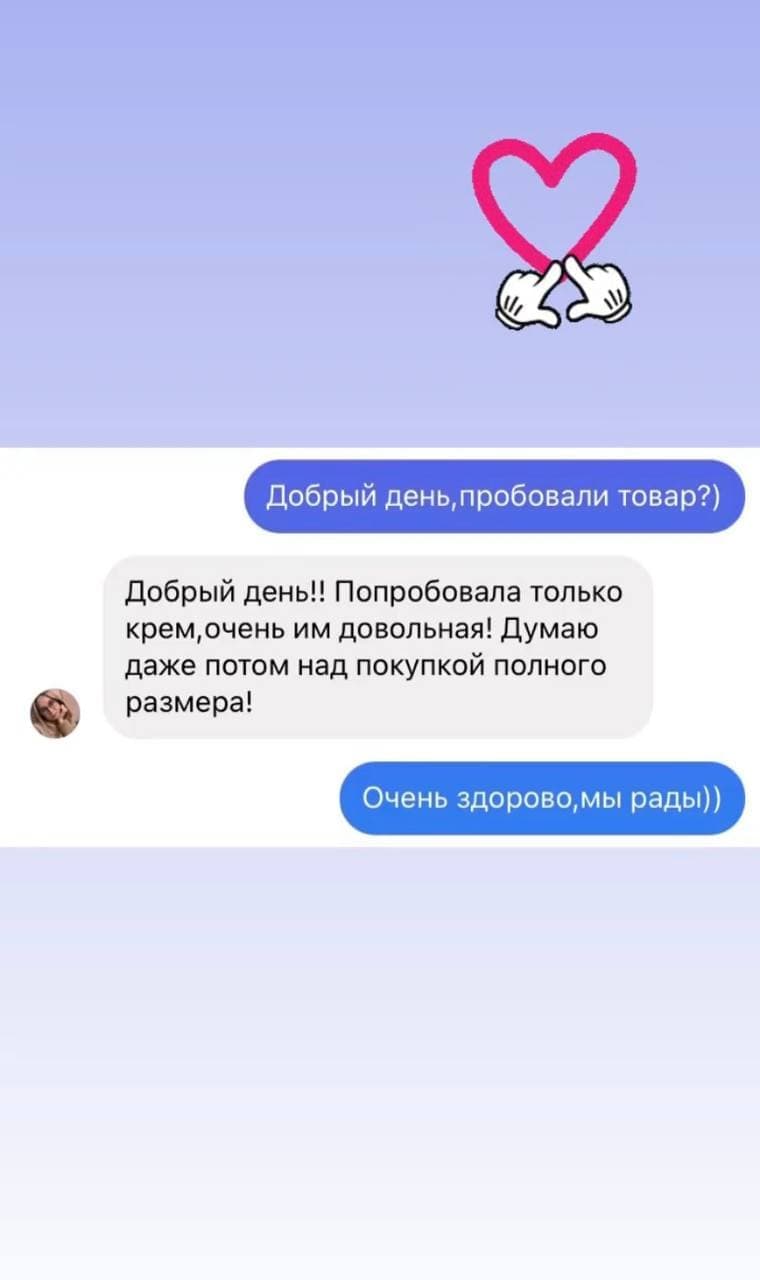 Добрый день,пробовали товар?)
Добрый день!! Попробовала только
крем,очень им довольная! Думаю
даже потом над покупкой полного
размера!
Очень здорово,мы рады))